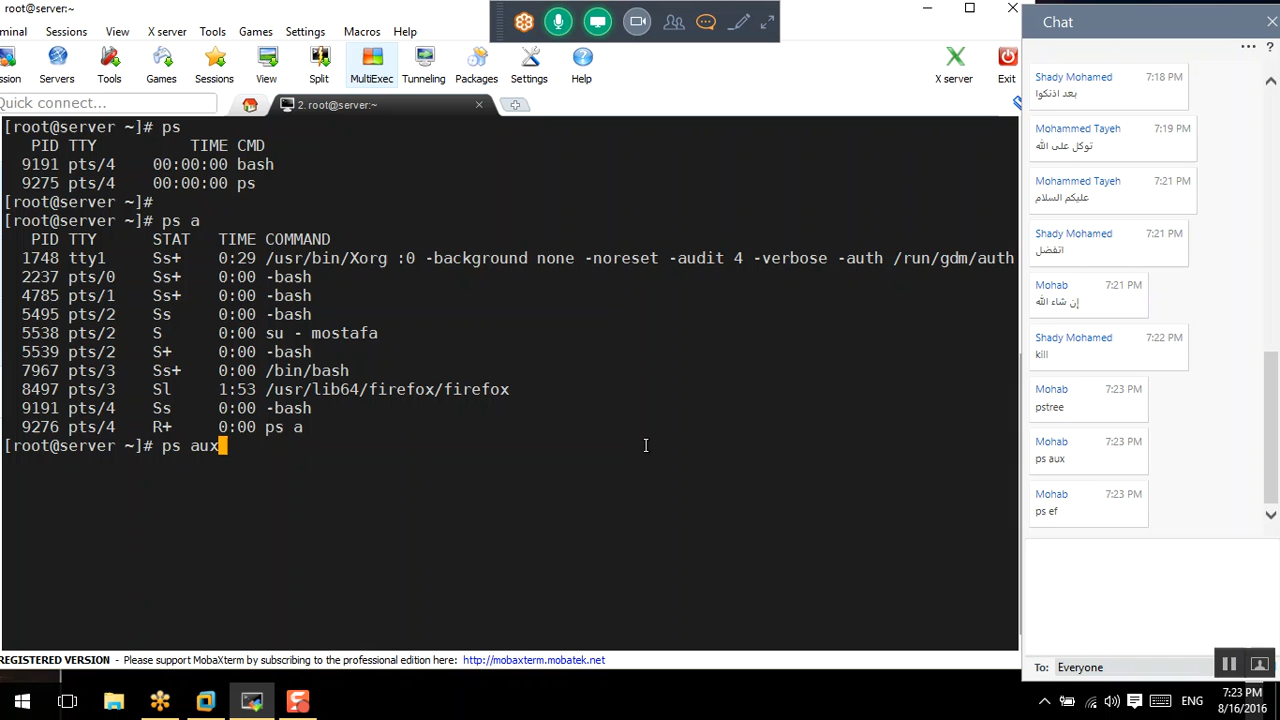 root@server:~
minal Sessions View X server Tools Games Settings Macros Help
ssion Servers Tools Games Sessions View Split MultiExec Tunneling Packages Settings Help X server Exit
Quick connect...
2. root@server:~
[root@server ~]# ps
PID TTY TIME CMD
9191 pts/4 00:00:00 bash
9275 pts/4 00:00:00 ps
[root@server ~]#
[root@server ~]# ps a
PID TTY STAT TIME COMMAND
1748 tty1 Ss+ 0:29 /usr/bin/Xorg :0 -background none -noreset -audit 4 -verbose -auth /run/gdm/auth
2237 pts/0 Ss+ 0:00 -bash
4785 pts/1 Ss+ 0:00 -bash
5495 pts/2 Ss 0:00 -bash
5538 pts/2 S 0:00 su - mostafa
5539 pts/2 S+ 0:00 -bash
7967 pts/3 Ss+ 0:00 /bin/bash
8497 pts/3 Sl 1:53 /usr/lib64/firefox/firefox
9191 pts/4 Ss 0:00 -bash
9276 pts/4 R+ 0:00 ps a
[root@server ~]# ps aux
REGISTERED VERSION - Please support MobaXterm by subscribing to the professional edition here: http://mobaxterm.mobatek.net
Chat
Shady Mohamed 7:18 PM
بعد اذنكوا
Mohammed Tayeh 7:19 PM
توكل على الله
Mohammed Tayeh 7:21 PM
عليكم السلام
Shady Mohamed 7:21 PM
اتفضل
Mohab 7:21 PM
إن شاء الله
Shady Mohamed 7:22 PM
kill
Mohab 7:23 PM
pstree
Mohab 7:23 PM
ps aux
Mohab 7:23 PM
ps ef
To: Everyone
ENG
7:23 PM
8/16/2016